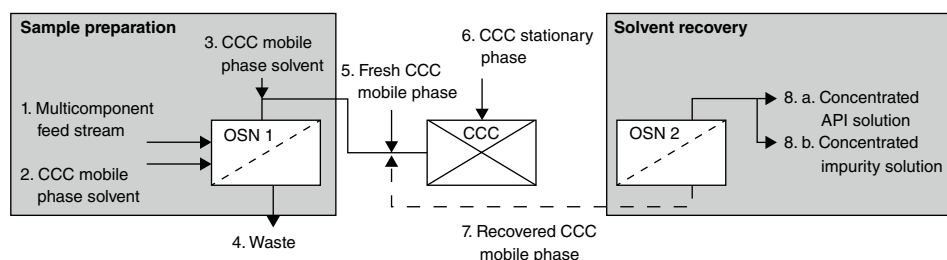 Sample preparation
3. CCC mobile
phase solvent
1. Multicomponent
feed stream
2. CCC mobile
phase solvent
OSN 1
4. Waste
5. Fresh CCC
mobile phase
6. CCC stationary
phase
CCC
7. Recovered CCC
mobile phase
Solvent recovery
OSN 2
8. a. Concentrated
API solution
8. b. Concentrated
impurity solution